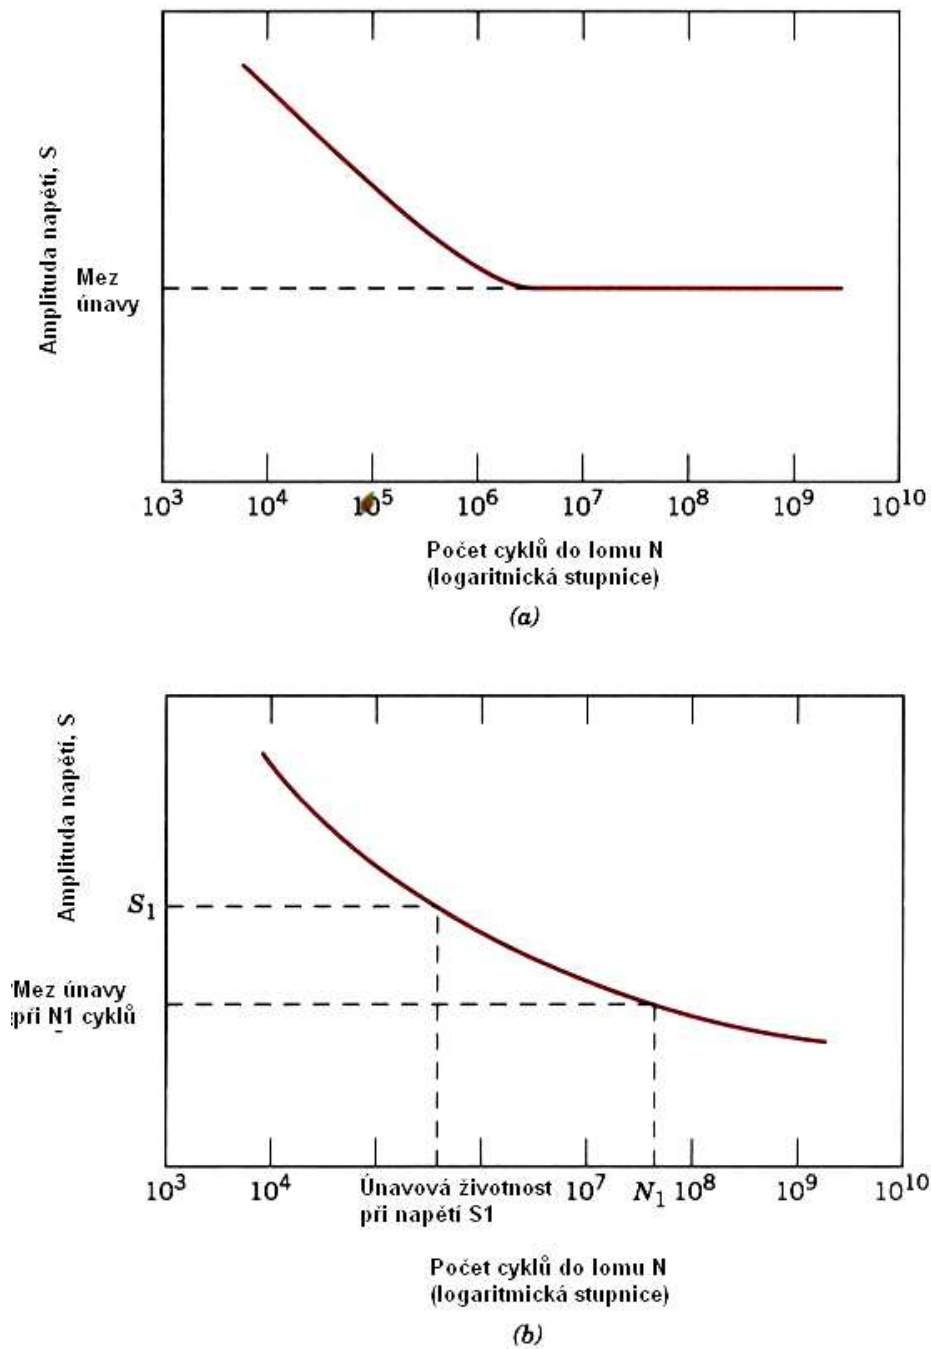 Amplituda napětí, S
Mez
únavy
10³ 10⁴ 10⁵ 10⁶ 10⁷ 10⁸ 10⁹ 10¹⁰
Počet cyklů do lomu N
(logaritnická stupnice)
(a)
Amplituda napětí, S
S₁
Mez únavy
při N1 cyklů
10³ 10⁴ Únavová životnost 10⁷ N₁ 10⁸ 10⁹ 10¹⁰
při napětí S1
Počet cyklů do lomu N
(logaritmická stupnice)
(b)